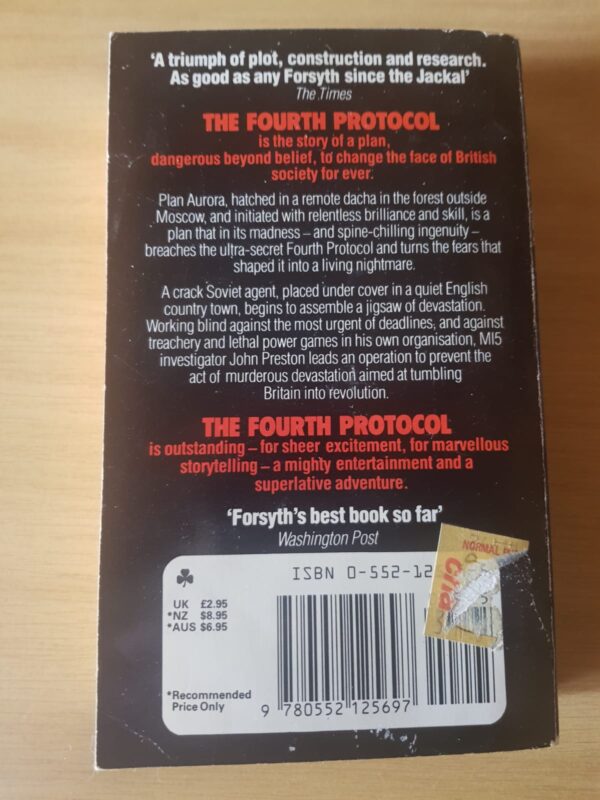 ‘A triumph of plot, construction and research.
As good as any Forsyth since the Jackal’
The Times
THE FOURTH PROTOCOL
is the story of a plan,
dangerous beyond belief, to change the face of British
society for ever.
Plan Aurora, hatched in a remote dacha in the forest outside
Moscow, and initiated with relentless brilliance and skill, is a
plan that in its madness – and spine-chilling ingenuity –
breaches the ultra-secret Fourth Protocol and turns the fears that
shaped it into a living nightmare.
A crack Soviet agent, placed under cover in a quiet English
country town, begins to assemble a jigsaw of devastation.
Working blind against the most urgent of deadlines, and against
treachery and lethal power games in his own organisation, MI5
investigator John Preston leads an operation to prevent the
act of murderous devastation aimed at tumbling
Britain into revolution.
THE FOURTH PROTOCOL
is outstanding – for sheer excitement, for marvellous
storytelling – a mighty entertainment and a
superlative adventure.
‘Forsyth's best book so far’
Washington Post
NORMAL
ISBN 0-552-12
UK £2.95
*NZ $8.95
*AUS $6.95
*Recommended
Price Only
9 780552 125697